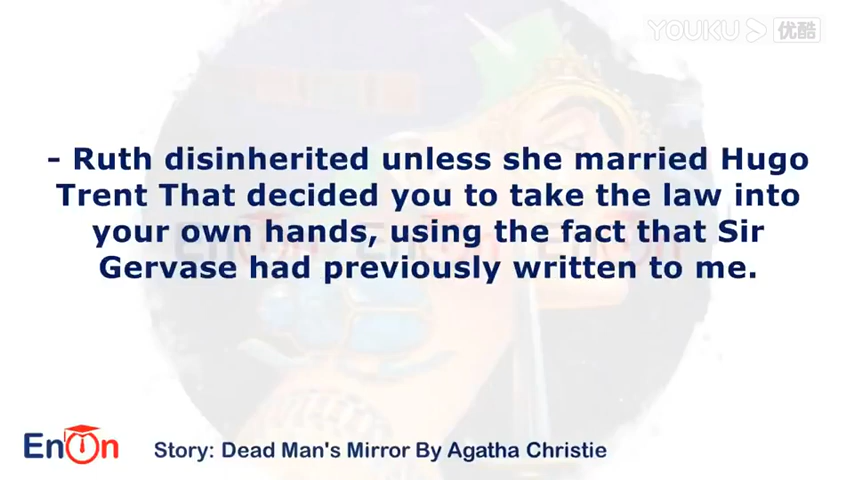 YOUKU 优酷
- Ruth disinherited unless she married Hugo
Trent That decided you to take the law into
your own hands, using the fact that Sir
Gervase had previously written to me.
EnOn
Story: Dead Man's Mirror By Agatha Christie